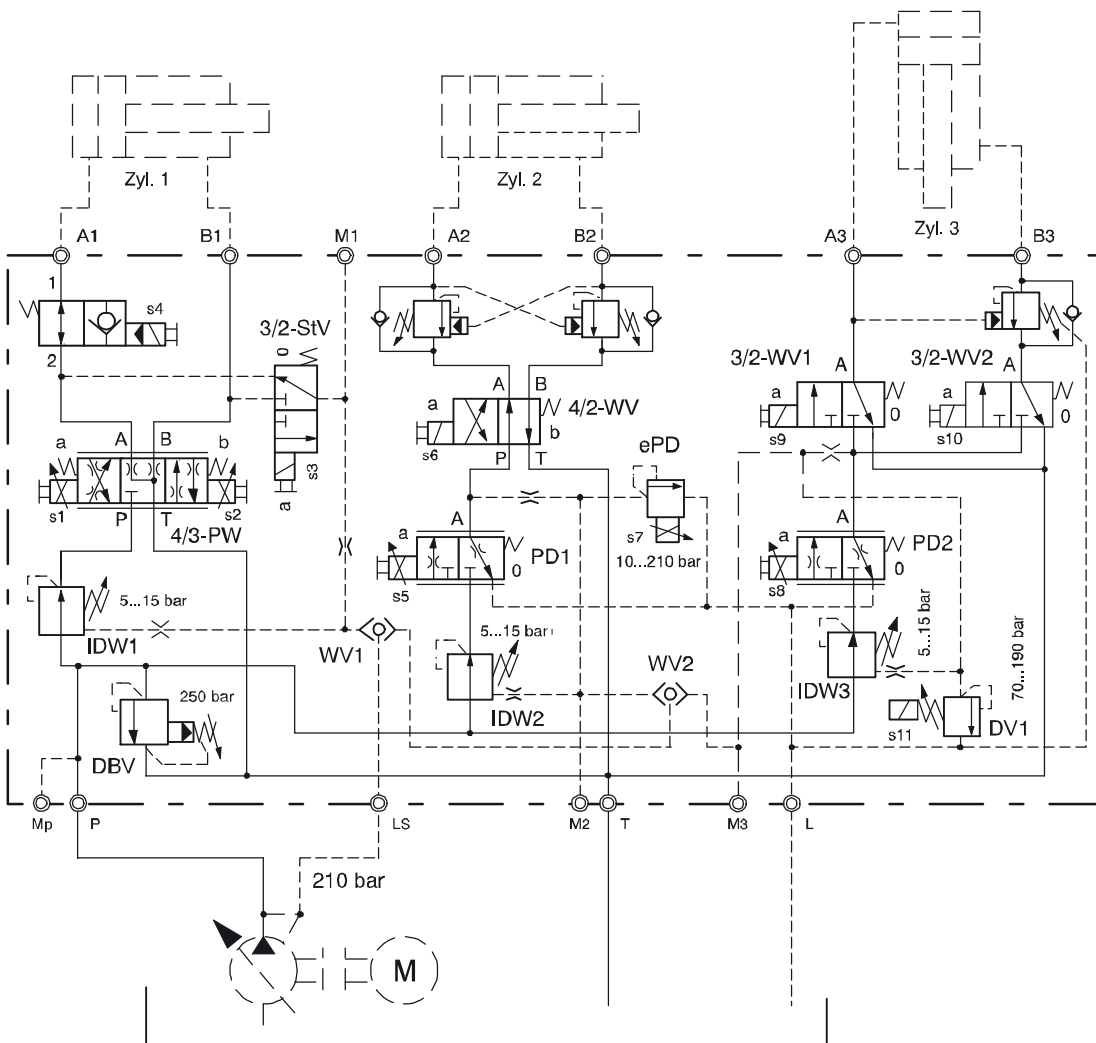 Zyl. 1
Zyl. 2
Zyl. 3
A1
B1
M1
A2
B2
A3
B3
1
s4
2
3/2-StV
0
s3
a
A
B
a
b
s1
s2
P
T
4/3-PW
A
B
a
4/2-WV
b
s6
P
T
ePD
s7
10...210 bar
3/2-WV1
A
a
0
s9
3/2-WV2
A
a
0
s10
A
a
PD1
0
s5
A
a
PD2
0
s8
5...15 bar
IDW1
WV1
5...15 bar
IDW2
WV2
5...15 bar
IDW3
70...190 bar
s11
DV1
250 bar
DBV
Mp
P
LS
M2
T
M3
L
210 bar
M